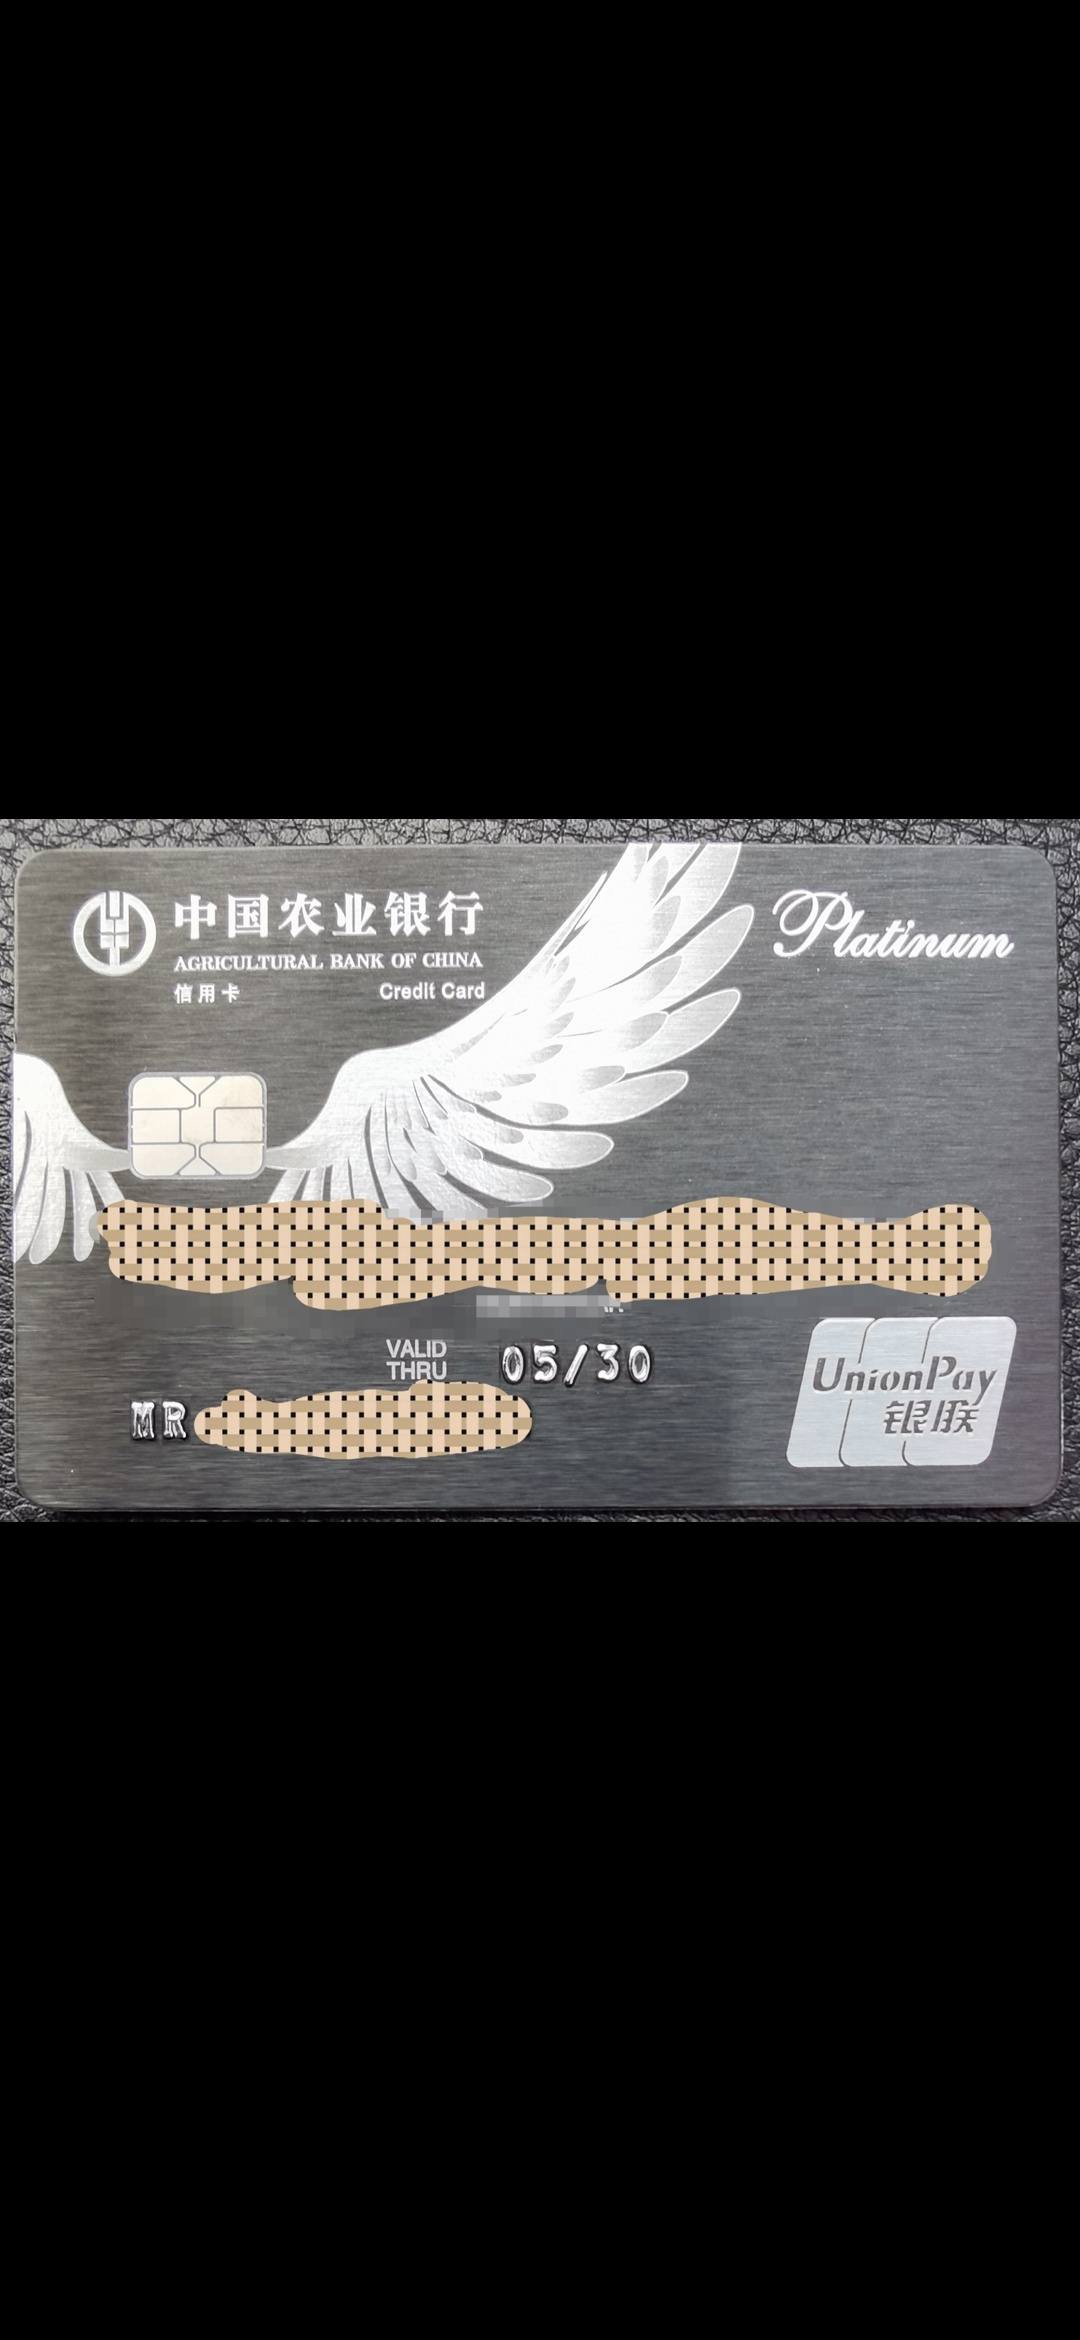 中国农业银行
AGRICULTURAL BANK OF CHINA
信用卡 Credit Card
Platinum
VALID THRU 05/30
MR
UnionPay
银联